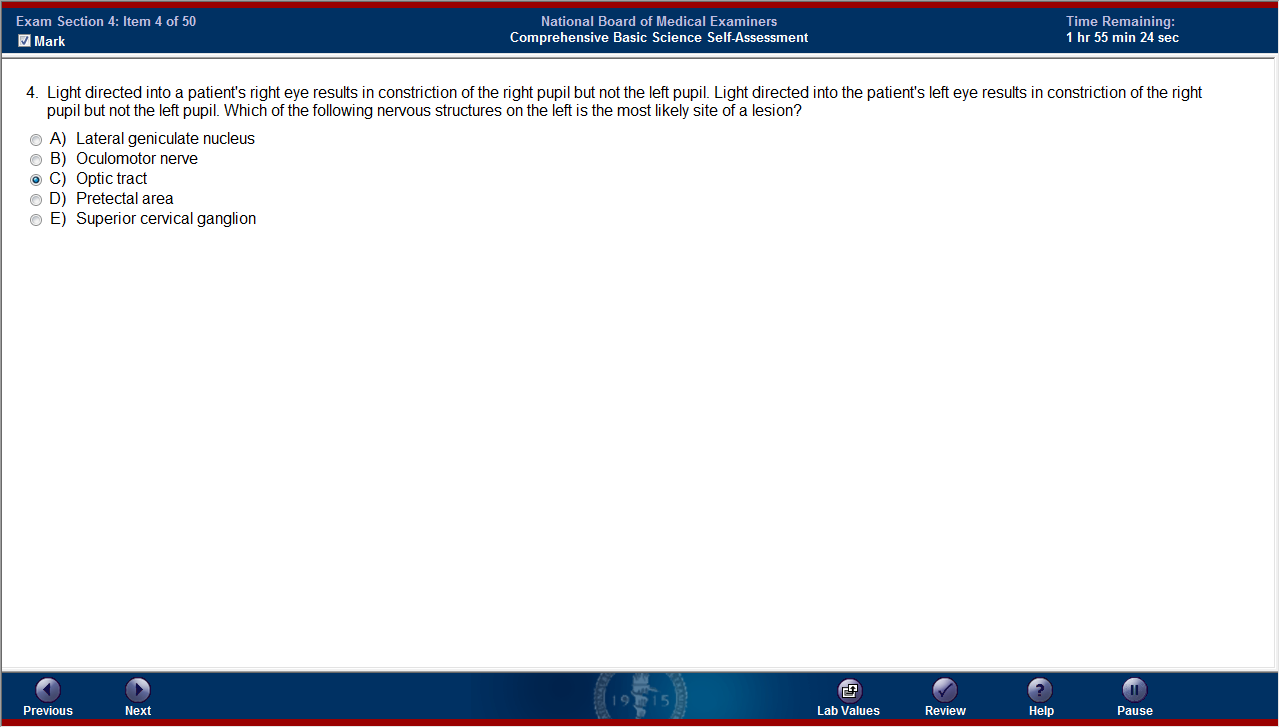 Exam Section 4: Item 4 of 50
National Board of Medical Examiners
Time Remaining:
Mark
Comprehensive Basic Science Self-Assessment
1 hr 55 min 24 sec
4. Light directed into a patient's right eye results in constriction of the right pupil but not the left pupil. Light directed into the patient's left eye results in constriction of the right
pupil but not the left pupil. Which of the following nervous structures on the left is the most likely site of a lesion?
A) Lateral geniculate nucleus
B) Oculomotor nerve
C) Optic tract
D) Pretectal area
E) Superior cervical ganglion
1915
Previous
Next
Lab Values
Review
Help
Pause